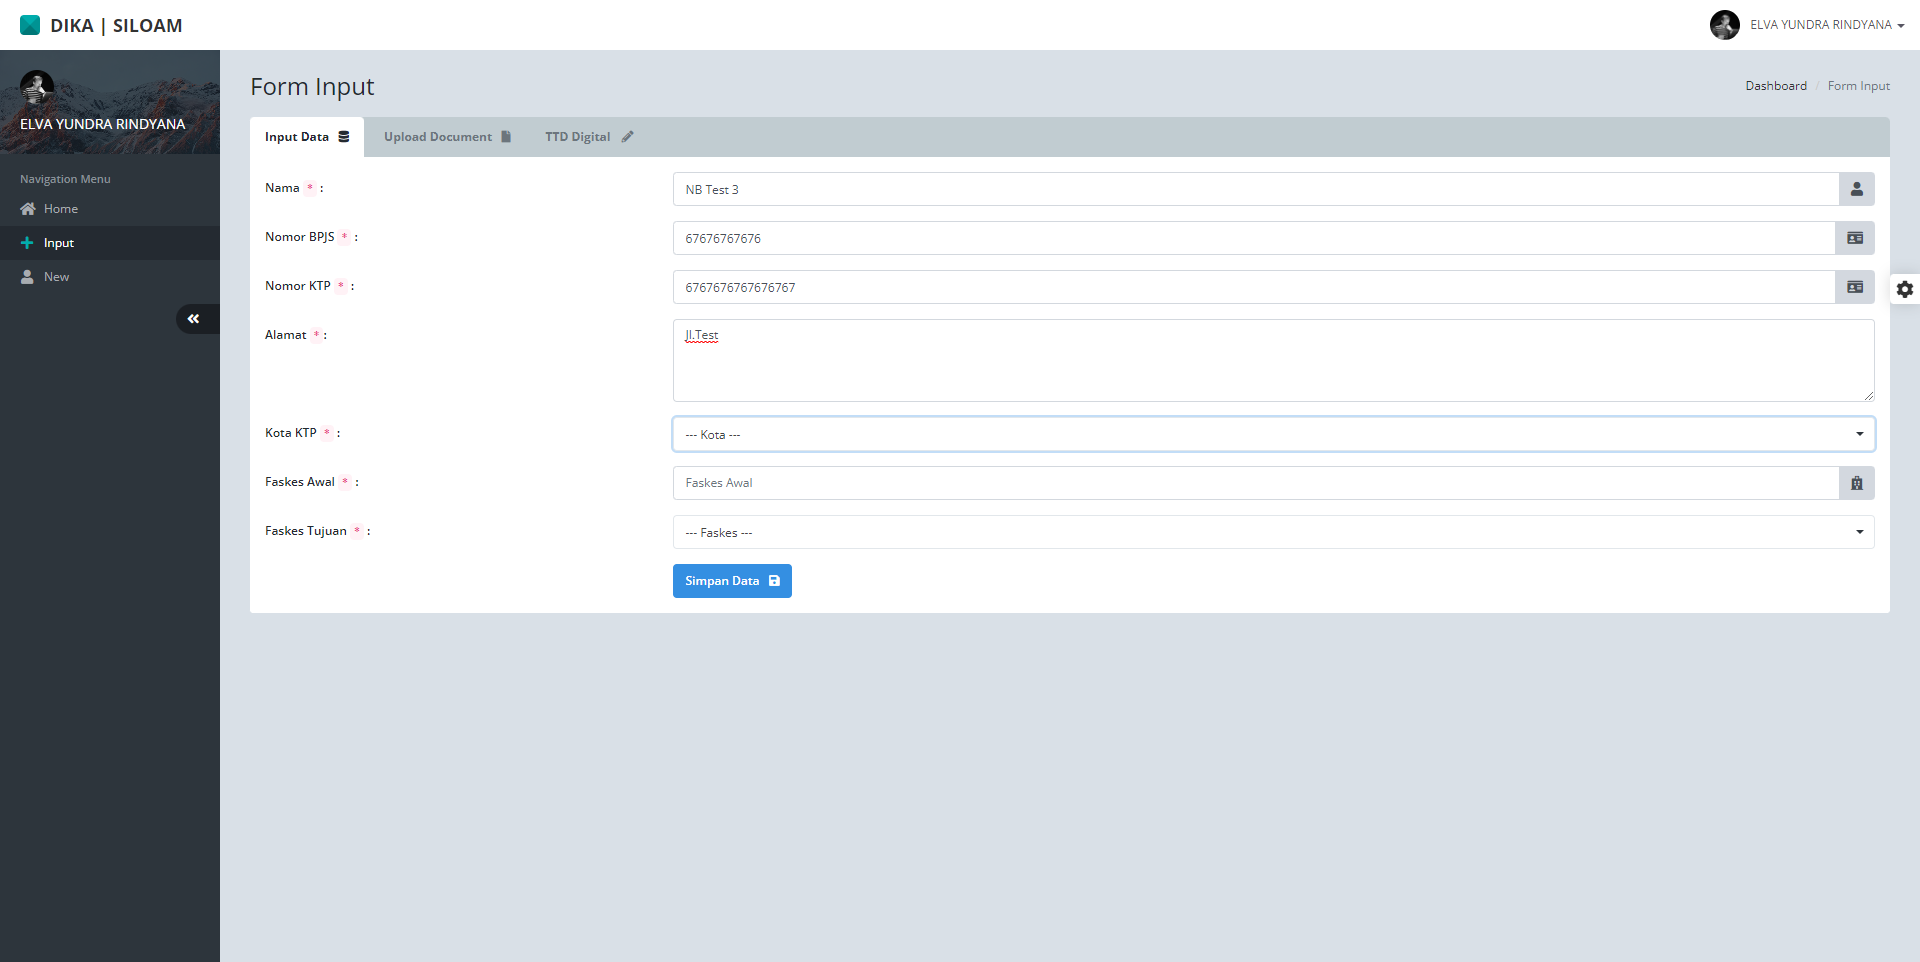 DIKA | SILOAM
ELVA YUNDRA RINDYANA
ELVA YUNDRA RINDYANA
Navigation Menu
Home
Input
New
Form Input
Dashboard / Form Input
Input Data
Upload Document
TTD Digital
Nama * :
NB Test 3
Nomor BPJS * :
67676767676
Nomor KTP * :
6767676767676767
Alamat * :
Jl.Test
Kota KTP * :
--- Kota ---
Faskes Awal * :
Faskes Awal
Faskes Tujuan * :
--- Faskes ---
Simpan Data